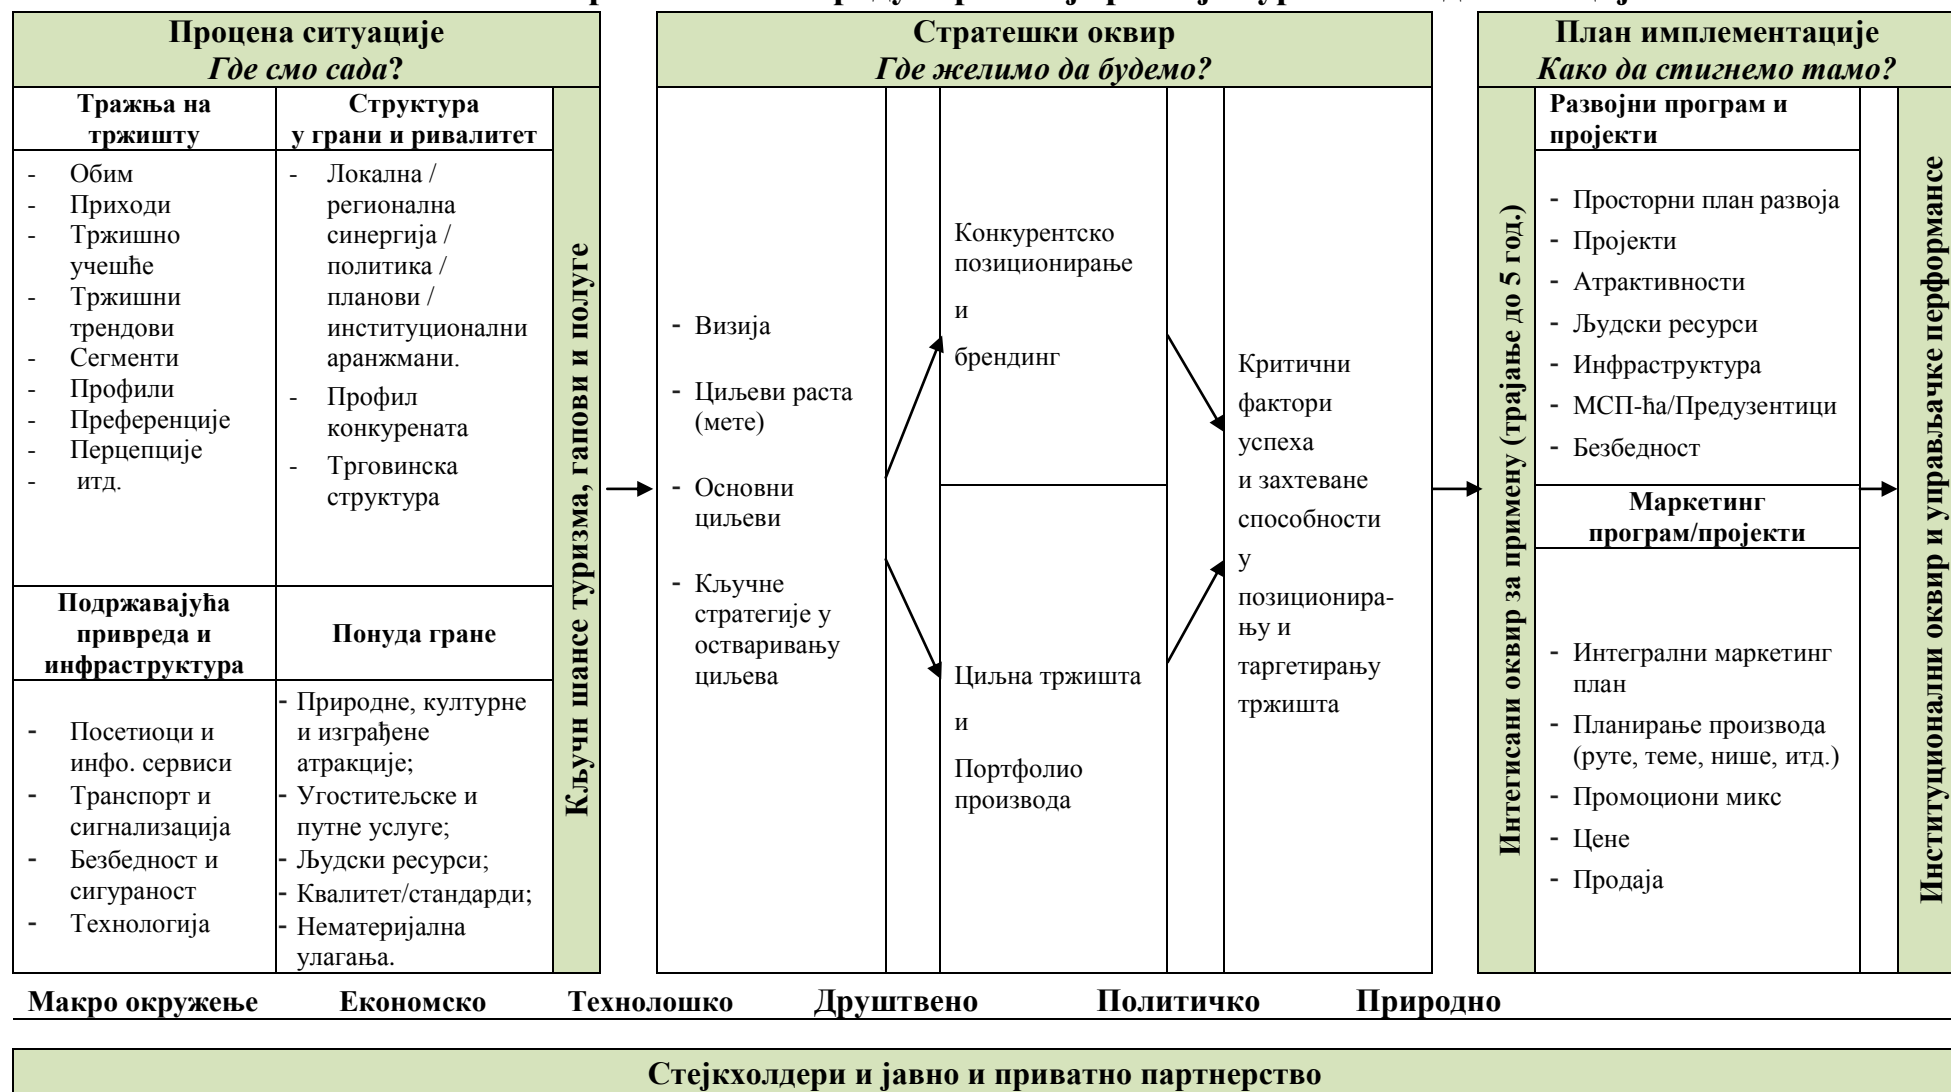 Процена ситуације
Где смо сада?
Тражња на
тржишту
- Обим
- Приходи
- Тржишно
учешће
- Тржишни
трендови
- Сегменти
- Профили
- Преференције
- Перцепције
- итд.
Структура
у грани и ривалитет
- Локална /
регионална
синергија /
политика /
планови /
институционални
аранжмани.
- Профил
конкурената
- Трговинска
структура
Подржавајућа
привреда и
инфраструктура
- Посетиоци и
инфо. сервиси
- Транспорт и
сигнализација
- Безбедност и
сигураност
- Технологија
Понуда гране
- Природне, културне
и изграђене
атракције;
- Угоститељске и
путне услуге;
- Људски ресурси;
- Квалитет/стандарди;
- Нематеријална
улагања.
Кључн шансе туризма, гапови и полуге
Стратешки оквир
Где желимо да будемо?
- Визија
- Циљеви раста
(мете)
- Основни
циљеви
- Кључне
стратегије у
остваривању
циљева
Конкурентско
позиционирање
и
брендинг
Циљна тржишта
и
Портфолио
производа
Критични
фактори
успеха
и захтеване
способности
у
позиционира-
њу и
таргетирању
тржишта
План имплементације
Како да стигнемо тамо?
Интегисани оквир за примену (трајање до 5 год.)
Развојни програм и
пројекти
- Просторни план развоја
- Пројекти
- Атрактивности
- Људски ресурси
- Инфраструктура
- МСП-ћа/Предузентици
- Безбедност
Маркетинг
програм/пројекти
- Интегрални маркетинг
план
- Планирање производа
(руте, теме, нише, итд.)
- Промоциони микс
- Цене
- Продаја
Институционални оквир и управљачке перформансе
Макро окружење Економско Технолошко Друштвено Политичко Природно
Стејкхолдери и јавно и приватно партнерство